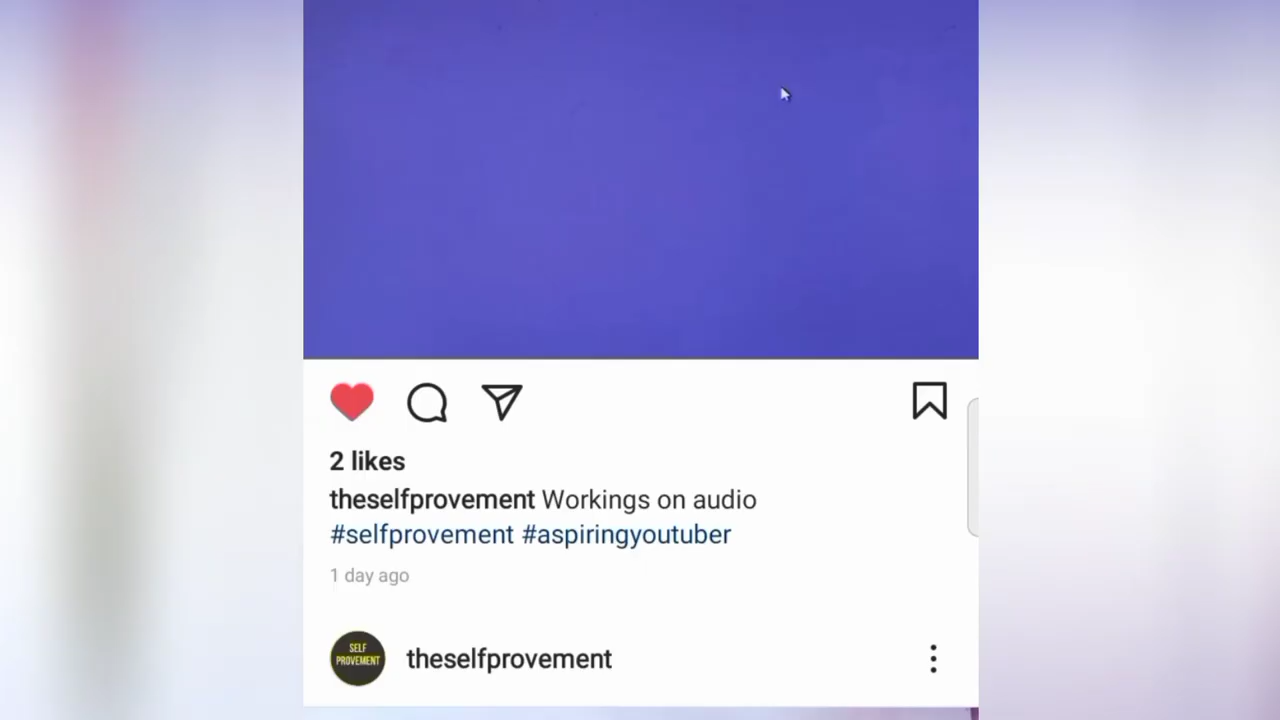 2 likes
theselfprovement Workings on audio
#selfprovement #aspiringyoutuber
1 day ago
SELF
PROVEMENT
theselfprovement